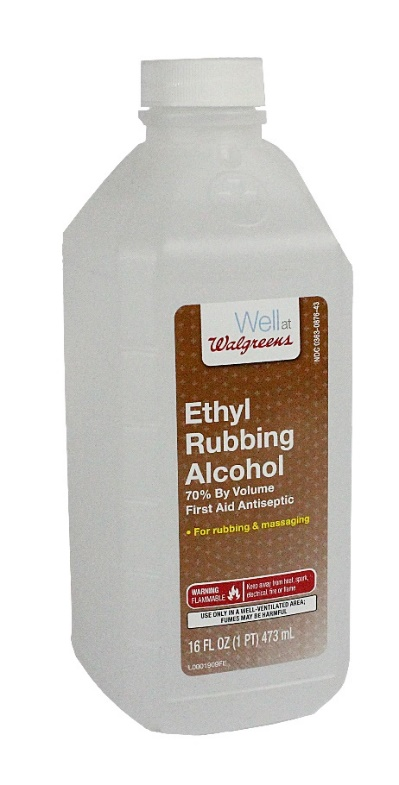 Well at
Walgreens
NDC 0363-0876-43
Ethyl
Rubbing
Alcohol
70% By Volume
First Aid Antiseptic
• For rubbing & massaging
WARNING
FLAMMABLE
Keep away from heat, spark,
electrical, fire or flame
USE ONLY IN A WELL-VENTILATED AREA;
FUMES MAY BE HARMFUL
16 FL OZ (1 PT) 473 mL